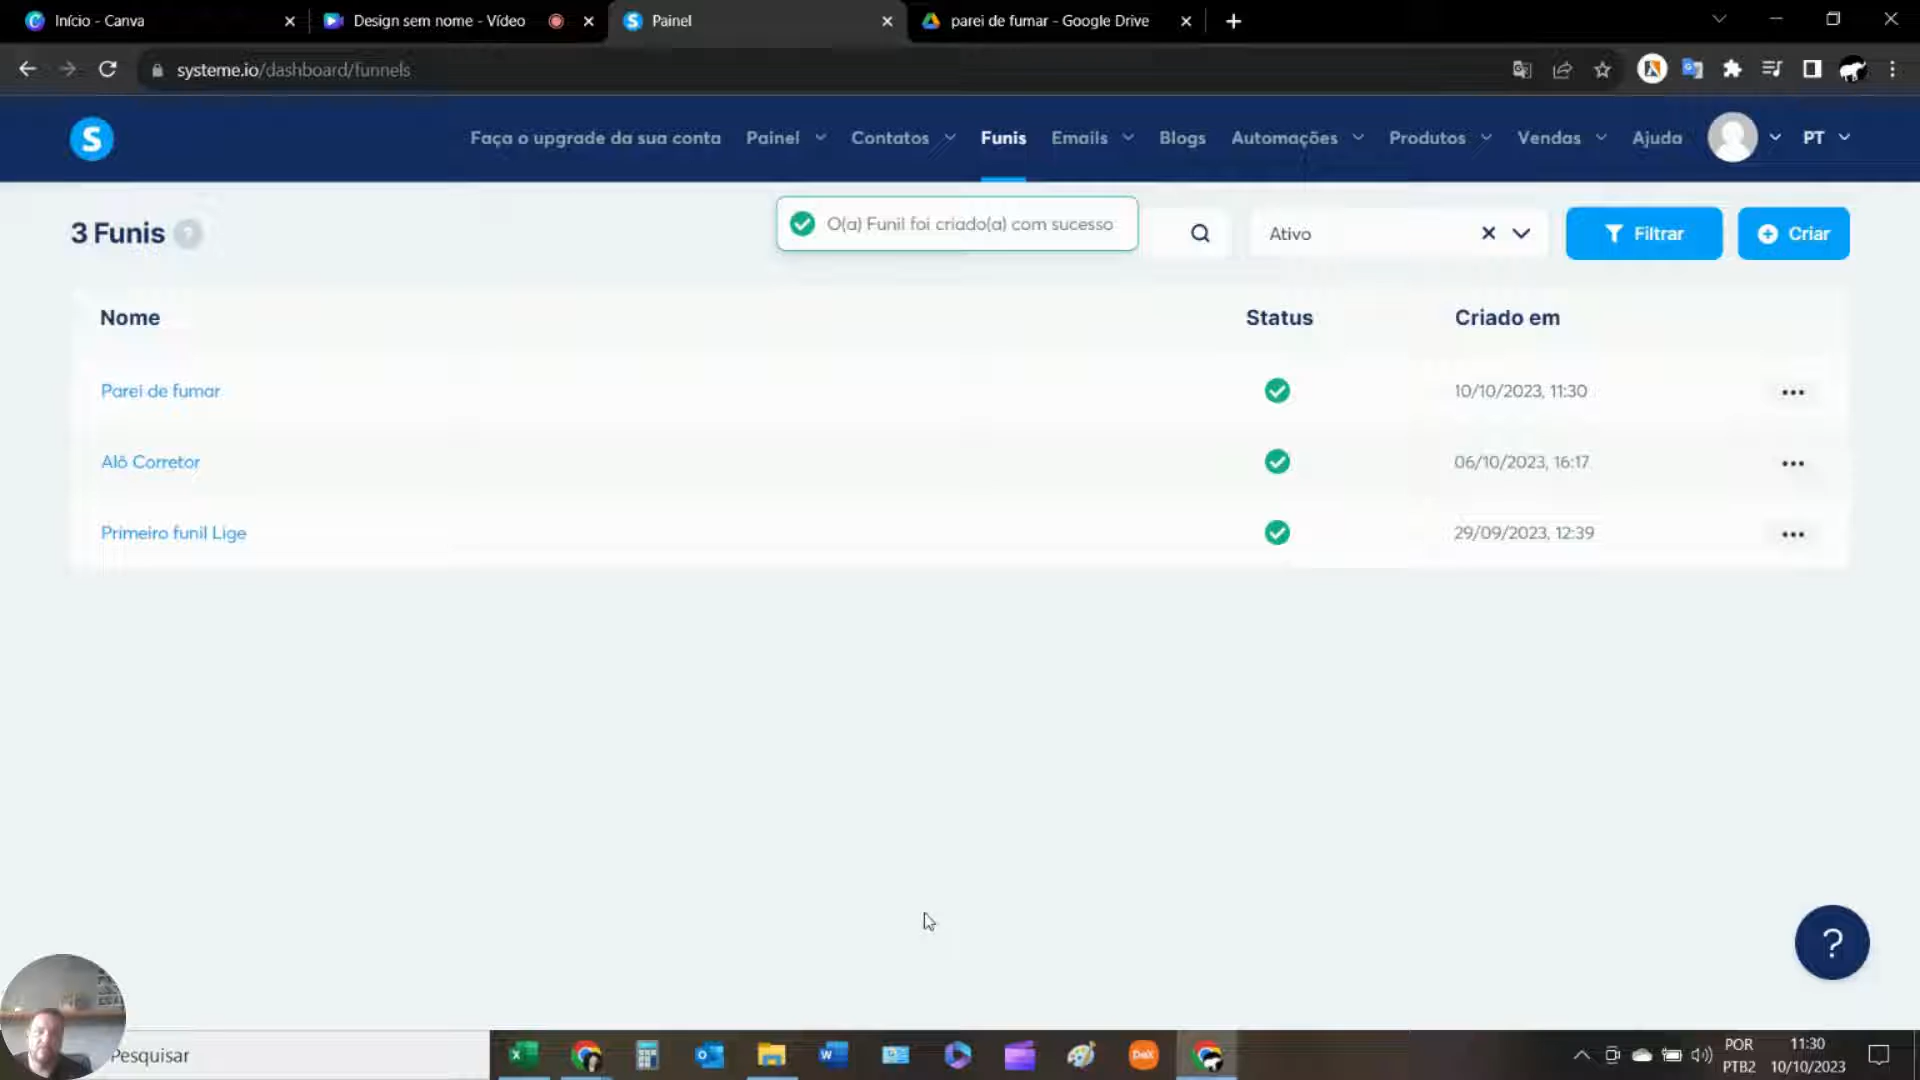 Início - Canva
Design sem nome - Vídeo
Painel
parei de fumar - Google Drive
systeme.io/dashboard/funnels
S
Faça o upgrade da sua conta
Painel
Contatos
Funis
Emails
Blogs
Automações
Produtos
Vendas
Ajuda
PT
3 Funis
?
O(a) Funil foi criado(a) com sucesso
Ativo
Filtrar
Criar
Nome
Status
Criado em
Parei de fumar
10/10/2023, 11:30
Alô Corretor
06/10/2023, 16:17
Primeiro funil Lige
29/09/2023, 12:39
?
Pesquisar
POR
PTB2
11:30
10/10/2023